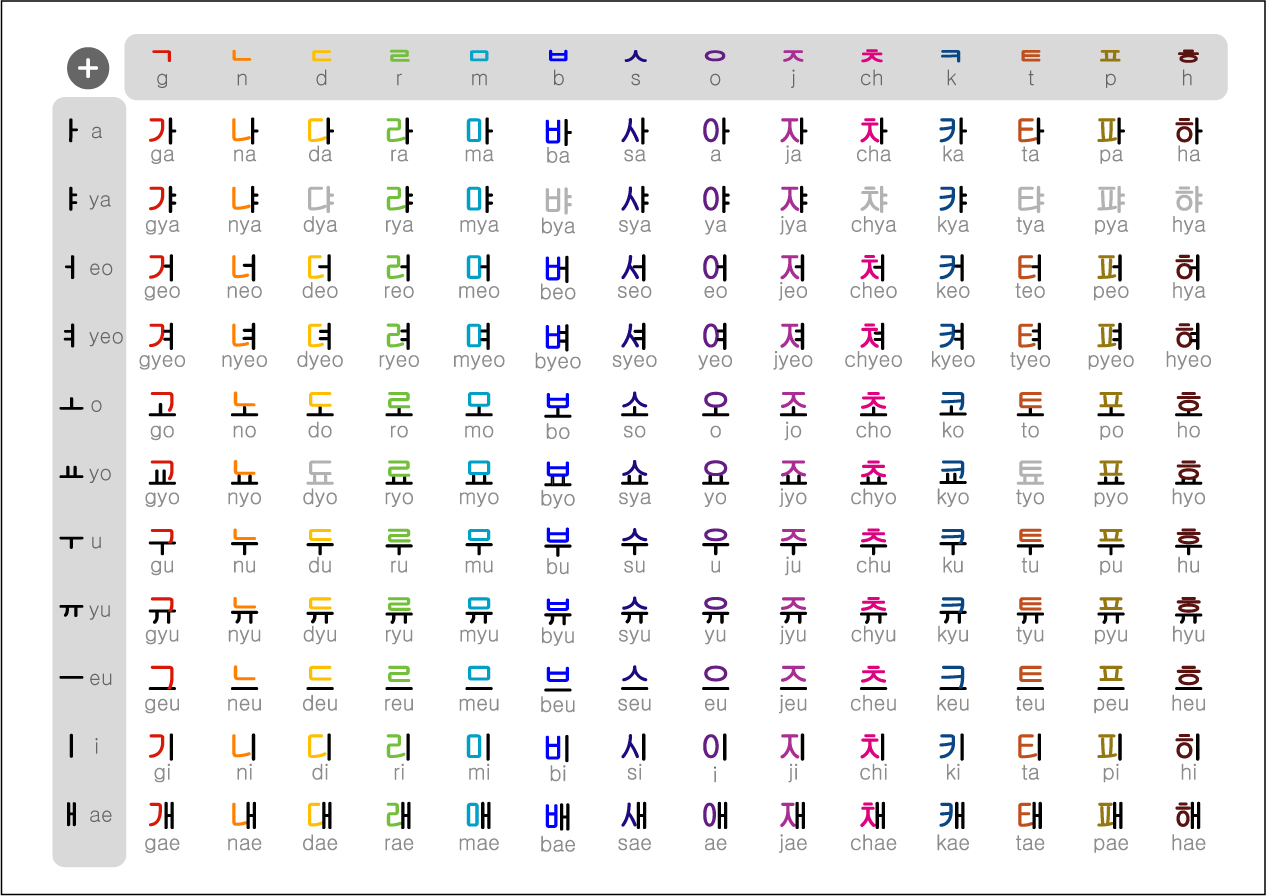 + ㄱ ㄴ ㄷ ㄹ ㅁ ㅂ ㅅ ㅇ ㅈ ㅊ ㅋ ㅌ ㅍ ㅎ
g n d r m b s o j ch k t p h
ㅏ a 가 나 다 라 마 바 사 아 자 차 카 타 파 하
ga na da ra ma ba sa a ja cha ka ta pa ha
ㅑ ya 갸 냐 댜 랴 먀 뱌 샤 야 쟈 챠 캬 탸 퍄 햐
gya nya dya rya mya bya sya ya jya chya kya tya pya hya
ㅓ eo 거 너 더 러 머 버 서 어 저 처 커 터 퍼 허
geo neo deo reo meo beo seo eo jeo cheo keo teo peo hya
ㅕ yeo 겨 녀 뎌 려 며 벼 셔 여 져 쳐 켜 텨 펴 혀
gyeo nyeo dyeo ryeo myeo byeo syeo yeo jyeo chyeo kyeo tyeo pyeo hyeo
ㅗ o 고 노 도 로 모 보 소 오 조 초 코 토 포 호
go no do ro mo bo so o jo cho ko to po ho
ㅛ yo 교 뇨 됴 료 묘 뵤 쇼 요 죠 쵸 쿄 툐 표 효
gyo nyo dyo ryo myo byo sya yo jyo chyo kyo tyo pyo hyo
ㅜ u 구 누 두 루 무 부 수 우 주 추 쿠 투 푸 후
gu nu du ru mu bu su u ju chu ku tu pu hu
ㅠ yu 규 뉴 듀 류 뮤 뷰 슈 유 쥬 츄 큐 튜 퓨 휴
gyu nyu dyu ryu myu byu syu yu jyu chyu kyu tyu pyu hyu
ㅡ eu 그 느 드 르 므 브 스 으 즈 츠 크 트 프 흐
geu neu deu reu meu beu seu eu jeu cheu keu teu peu heu
ㅣ i 기 니 디 리 미 비 시 이 지 치 키 티 피 히
gi ni di ri mi bi si i ji chi ki ta pi hi
ㅐ ae 개 내 대 래 매 배 새 애 재 채 캐 태 패 해
gae nae dae rae mae bae sae ae jae chae kae tae pae hae